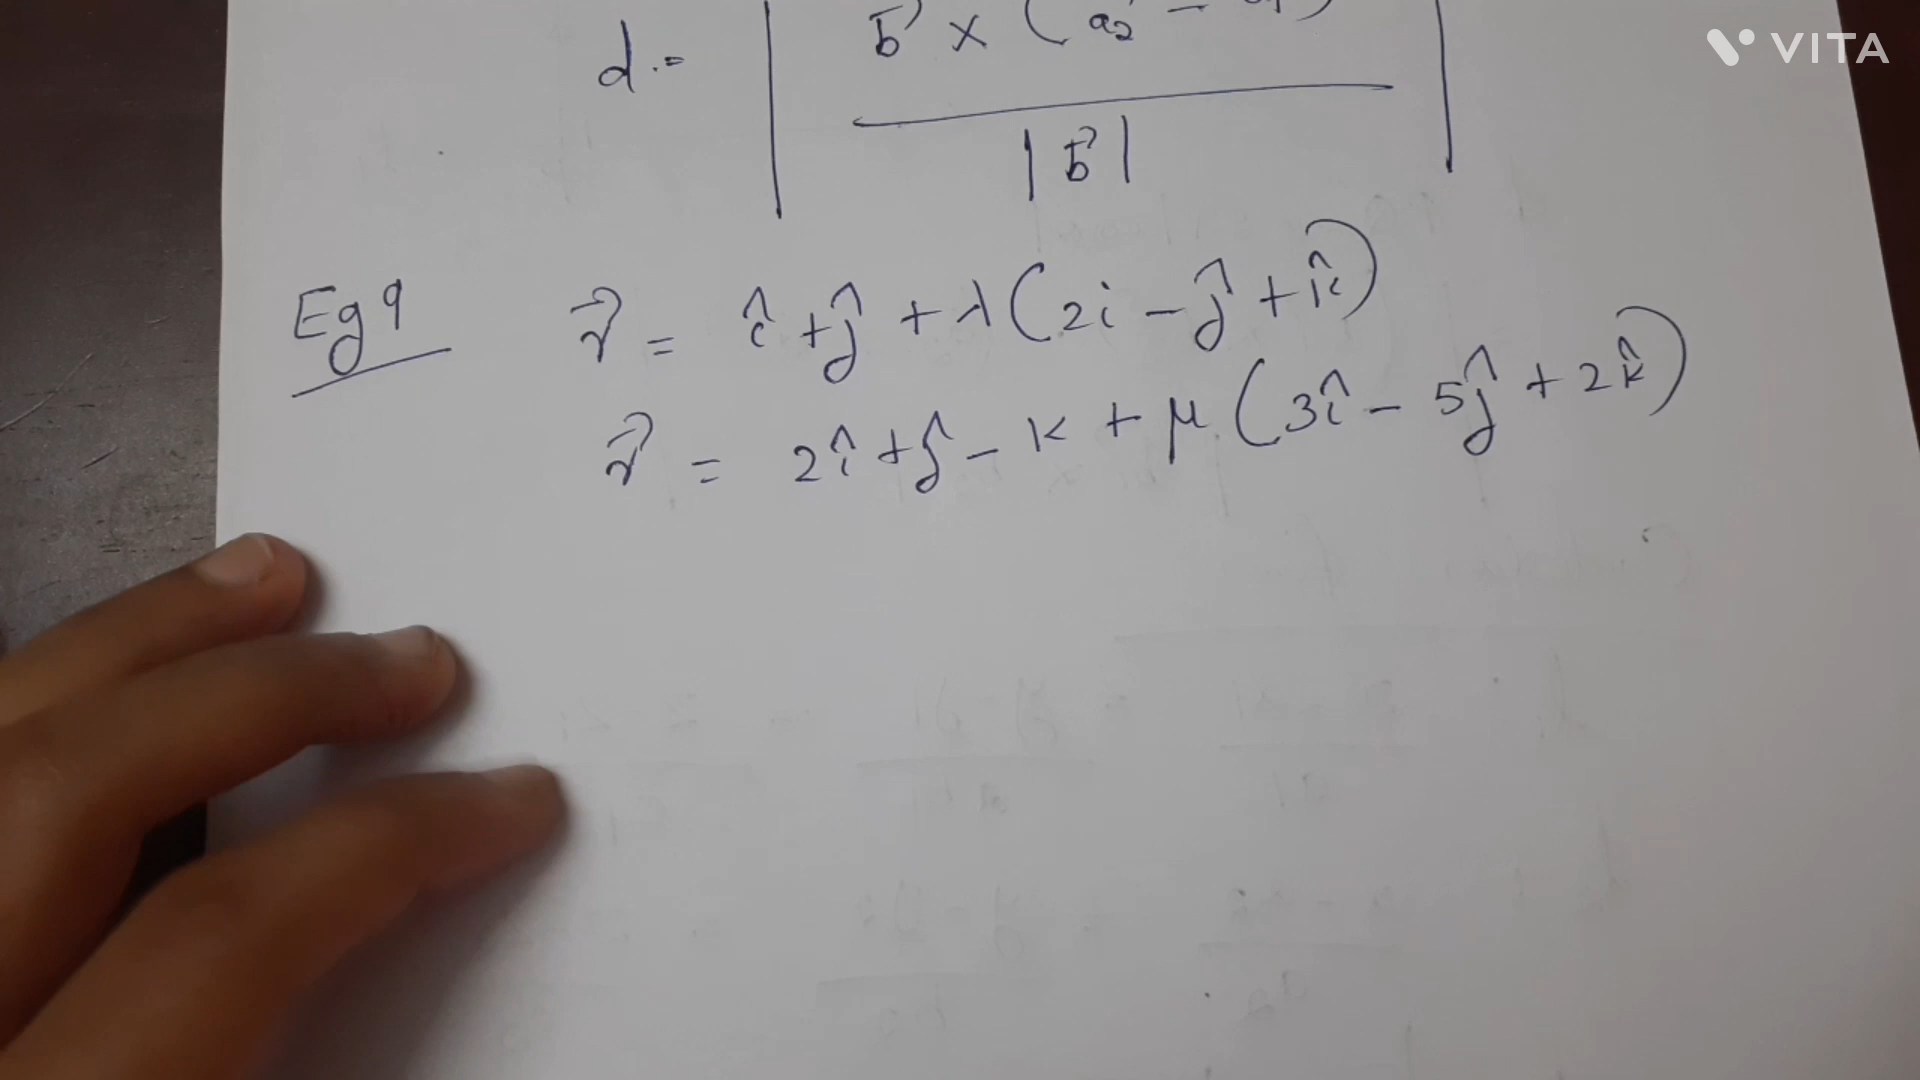 VITA
d = | b⃗ × (a₂ - a₁) / |b⃗| |
Eg 9 r⃗ = î + ĵ + λ(2i - ĵ + k̂)
r⃗ = 2î + ĵ - k + μ(3î - 5ĵ + 2k̂)